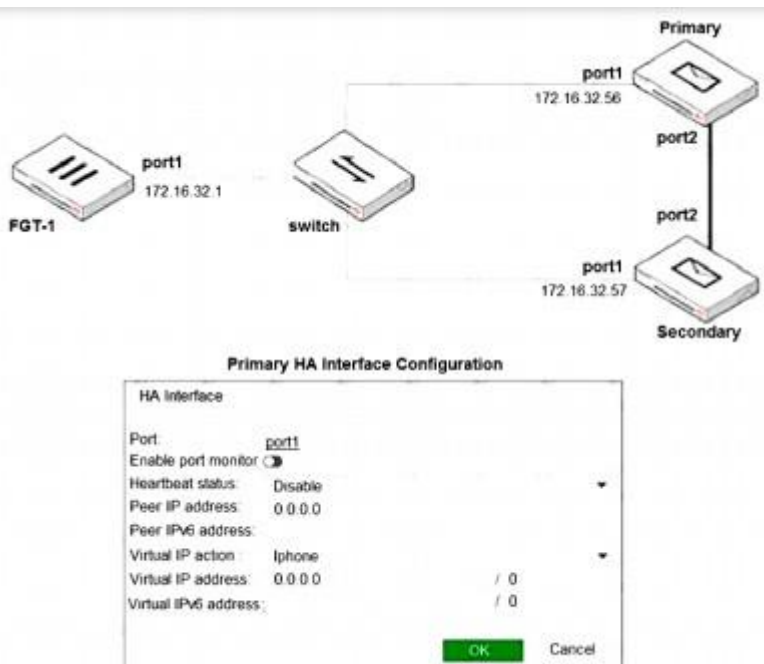 Primary
port1
172.16.32.56
port2
port1
172.16.32.1
FGT-1
switch
port2
port1
172.16.32.57
Secondary
Primary HA Interface Configuration
HA Interface
Port: port1
Enable port monitor
Heartbeat status: Disable
Peer IP address: 0.0.0.0
Peer IPv6 address:
Virtual IP action : Iphone
Virtual IP address: 0.0.0.0 / 0
Virtual IPv6 address: / 0
OK Cancel